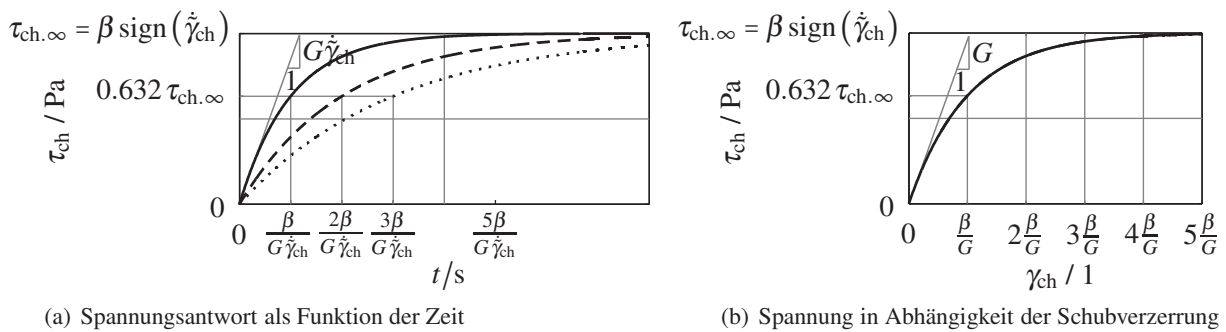 τch.∞ = β sign (γ̃̇ch)
Gγ̃̇ch
1
0.632 τch.∞
τch / Pa
0
0 β/(Gγ̃̇ch) 2β/(Gγ̃̇ch) 3β/(Gγ̃̇ch) 5β/(Gγ̃̇ch)
t/s
(a) Spannungsantwort als Funktion der Zeit
τch.∞ = β sign (γ̃̇ch)
G
1
0.632 τch.∞
τch / Pa
0
0 β/G 2β/G 3β/G 4β/G 5β/G
γch / 1
(b) Spannung in Abhängigkeit der Schubverzerrung